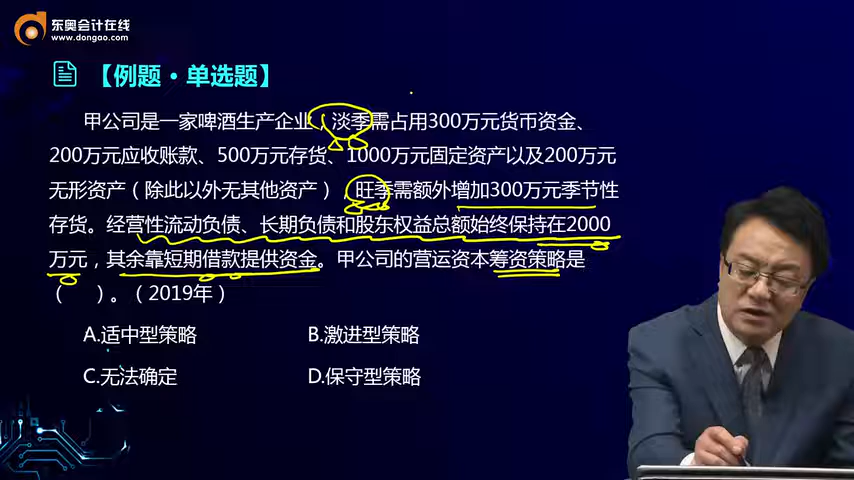 东奥会计在线
www.dongao.com
【例题·单选题】
甲公司是一家啤酒生产企业，淡季需占用300万元货币资金、
200万元应收账款、500万元存货、1000万元固定资产以及200万元
无形资产（除此以外无其他资产），旺季需额外增加300万元季节性
存货。经营性流动负债、长期负债和股东权益总额始终保持在2000
万元，其余靠短期借款提供资金。甲公司的营运资本筹资策略是
（ ）。（2019年）
A.适中型策略 B.激进型策略
C.无法确定 D.保守型策略